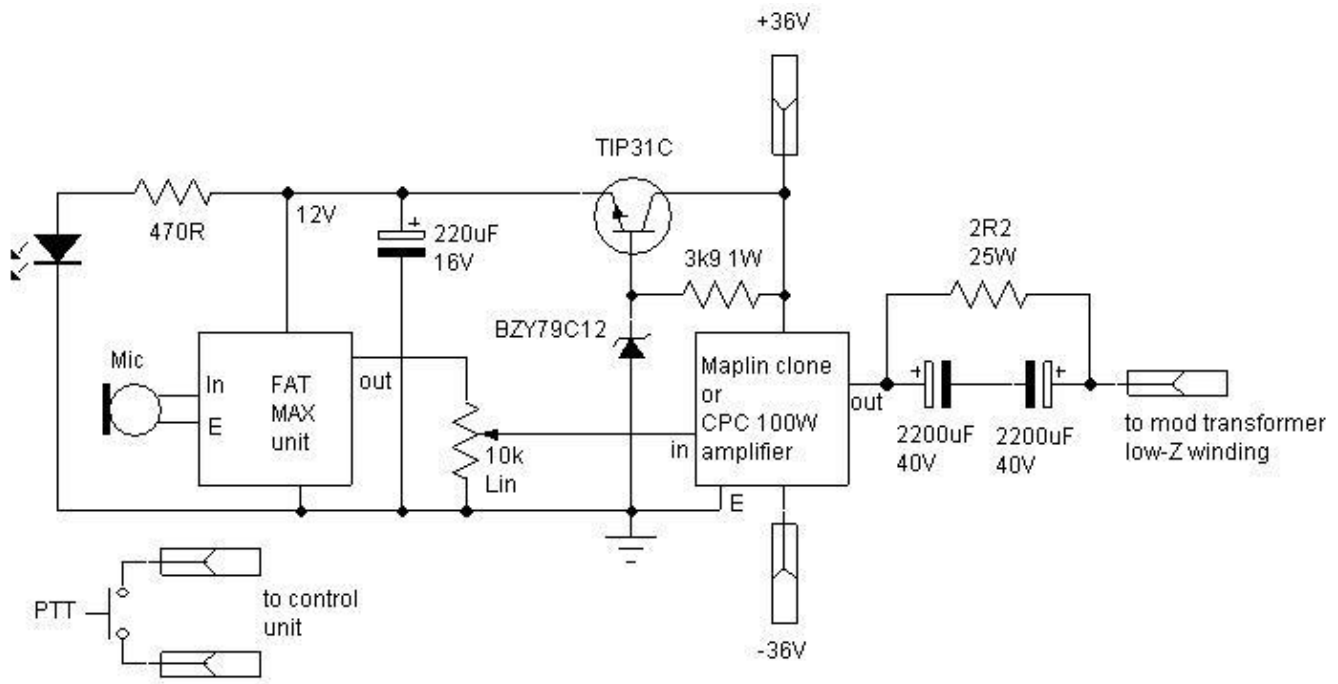 +36V
TIP31C
470R
12V
+
220uF
16V
2R2
25W
3k9 1W
BZY79C12
Mic
In
E
FAT
MAX
unit
out
10k
Lin
in
Maplin clone
or
CPC 100W
amplifier
E
out
+
+
2200uF
40V
2200uF
40V
to mod transformer
low-Z winding
PTT
to control
unit
-36V